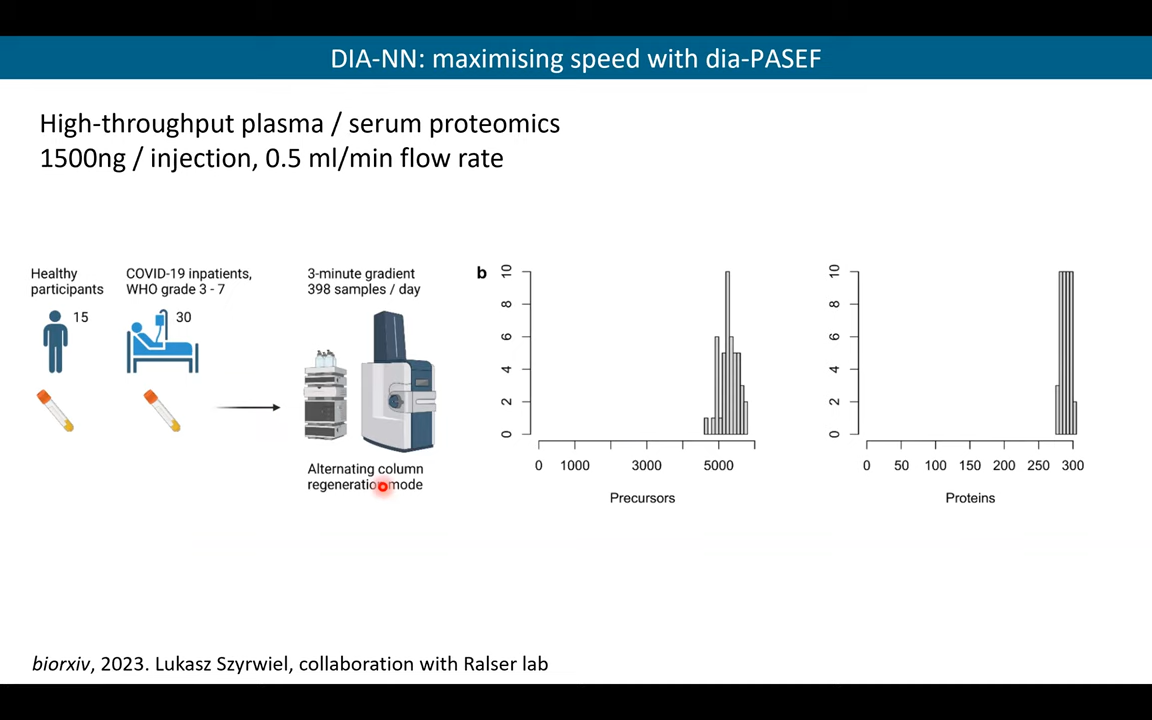 DIA-NN: maximising speed with dia-PASEF
High-throughput plasma / serum proteomics
1500ng / injection, 0.5 ml/min flow rate
Healthy
participants
15
COVID-19 inpatients,
WHO grade 3 - 7
30
3-minute gradient
398 samples / day
Alternating column
regeneration mode
b
10
8
6
4
2
0
0 1000 3000 5000
Precursors
10
8
6
4
2
0
0 50 100 150 200 250 300
Proteins
biorxiv, 2023. Lukasz Szyrwiel, collaboration with Ralser lab